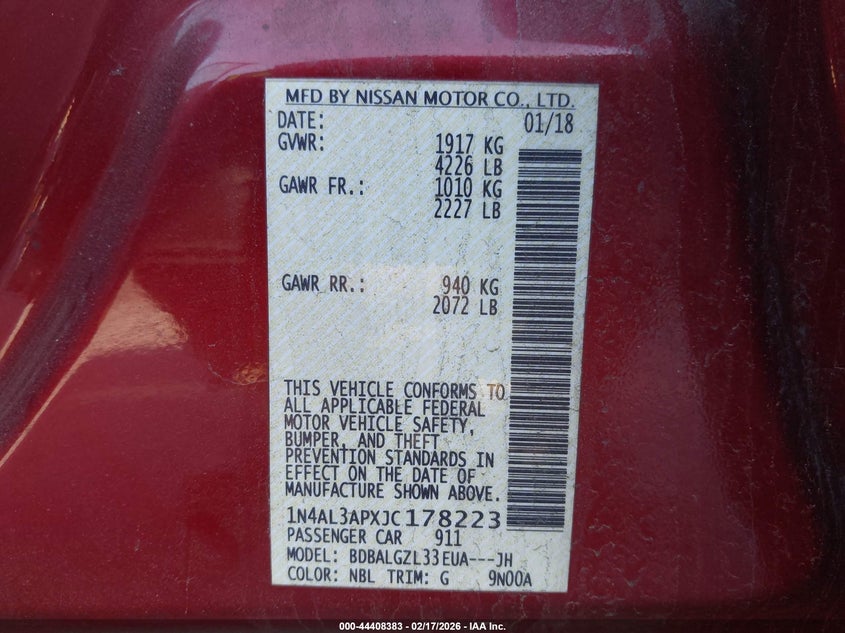 MFD BY NISSAN MOTOR CO., LTD.
DATE: 01/18
GVWR: 1917 KG
4226 LB
GAWR FR.: 1010 KG
2227 LB
GAWR RR.: 940 KG
2072 LB
THIS VEHICLE CONFORMS TO
ALL APPLICABLE FEDERAL
MOTOR VEHICLE SAFETY,
BUMPER, AND THEFT
PREVENTION STANDARDS IN
EFFECT ON THE DATE OF
MANUFACTURE SHOWN ABOVE.
1N4AL3APXJC178223
PASSENGER CAR 911
MODEL: BDBALGZL33EUA---JH
COLOR: NBL TRIM: G 9N00A
000-44408383 - 02/17/2026 - IAA Inc.